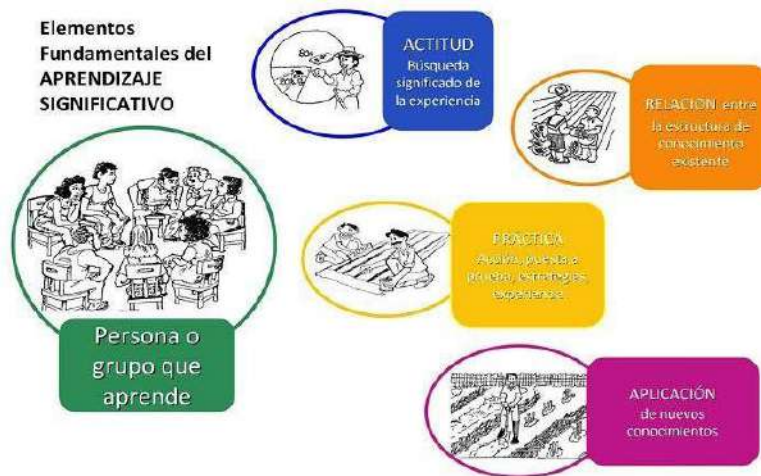 Elementos
Fundamentales del
APRENDIZAJE
SIGNIFICATIVO
ACTITUD
Búsqueda
significado de
la experiencia
RELACION entre
la estructura de
conocimiento
existente
PRACTICA
Acción, puesta a
prueba, estrategias,
experiencia
Persona o
grupo que
aprende
APLICACIÓN
de nuevos
conocimientos